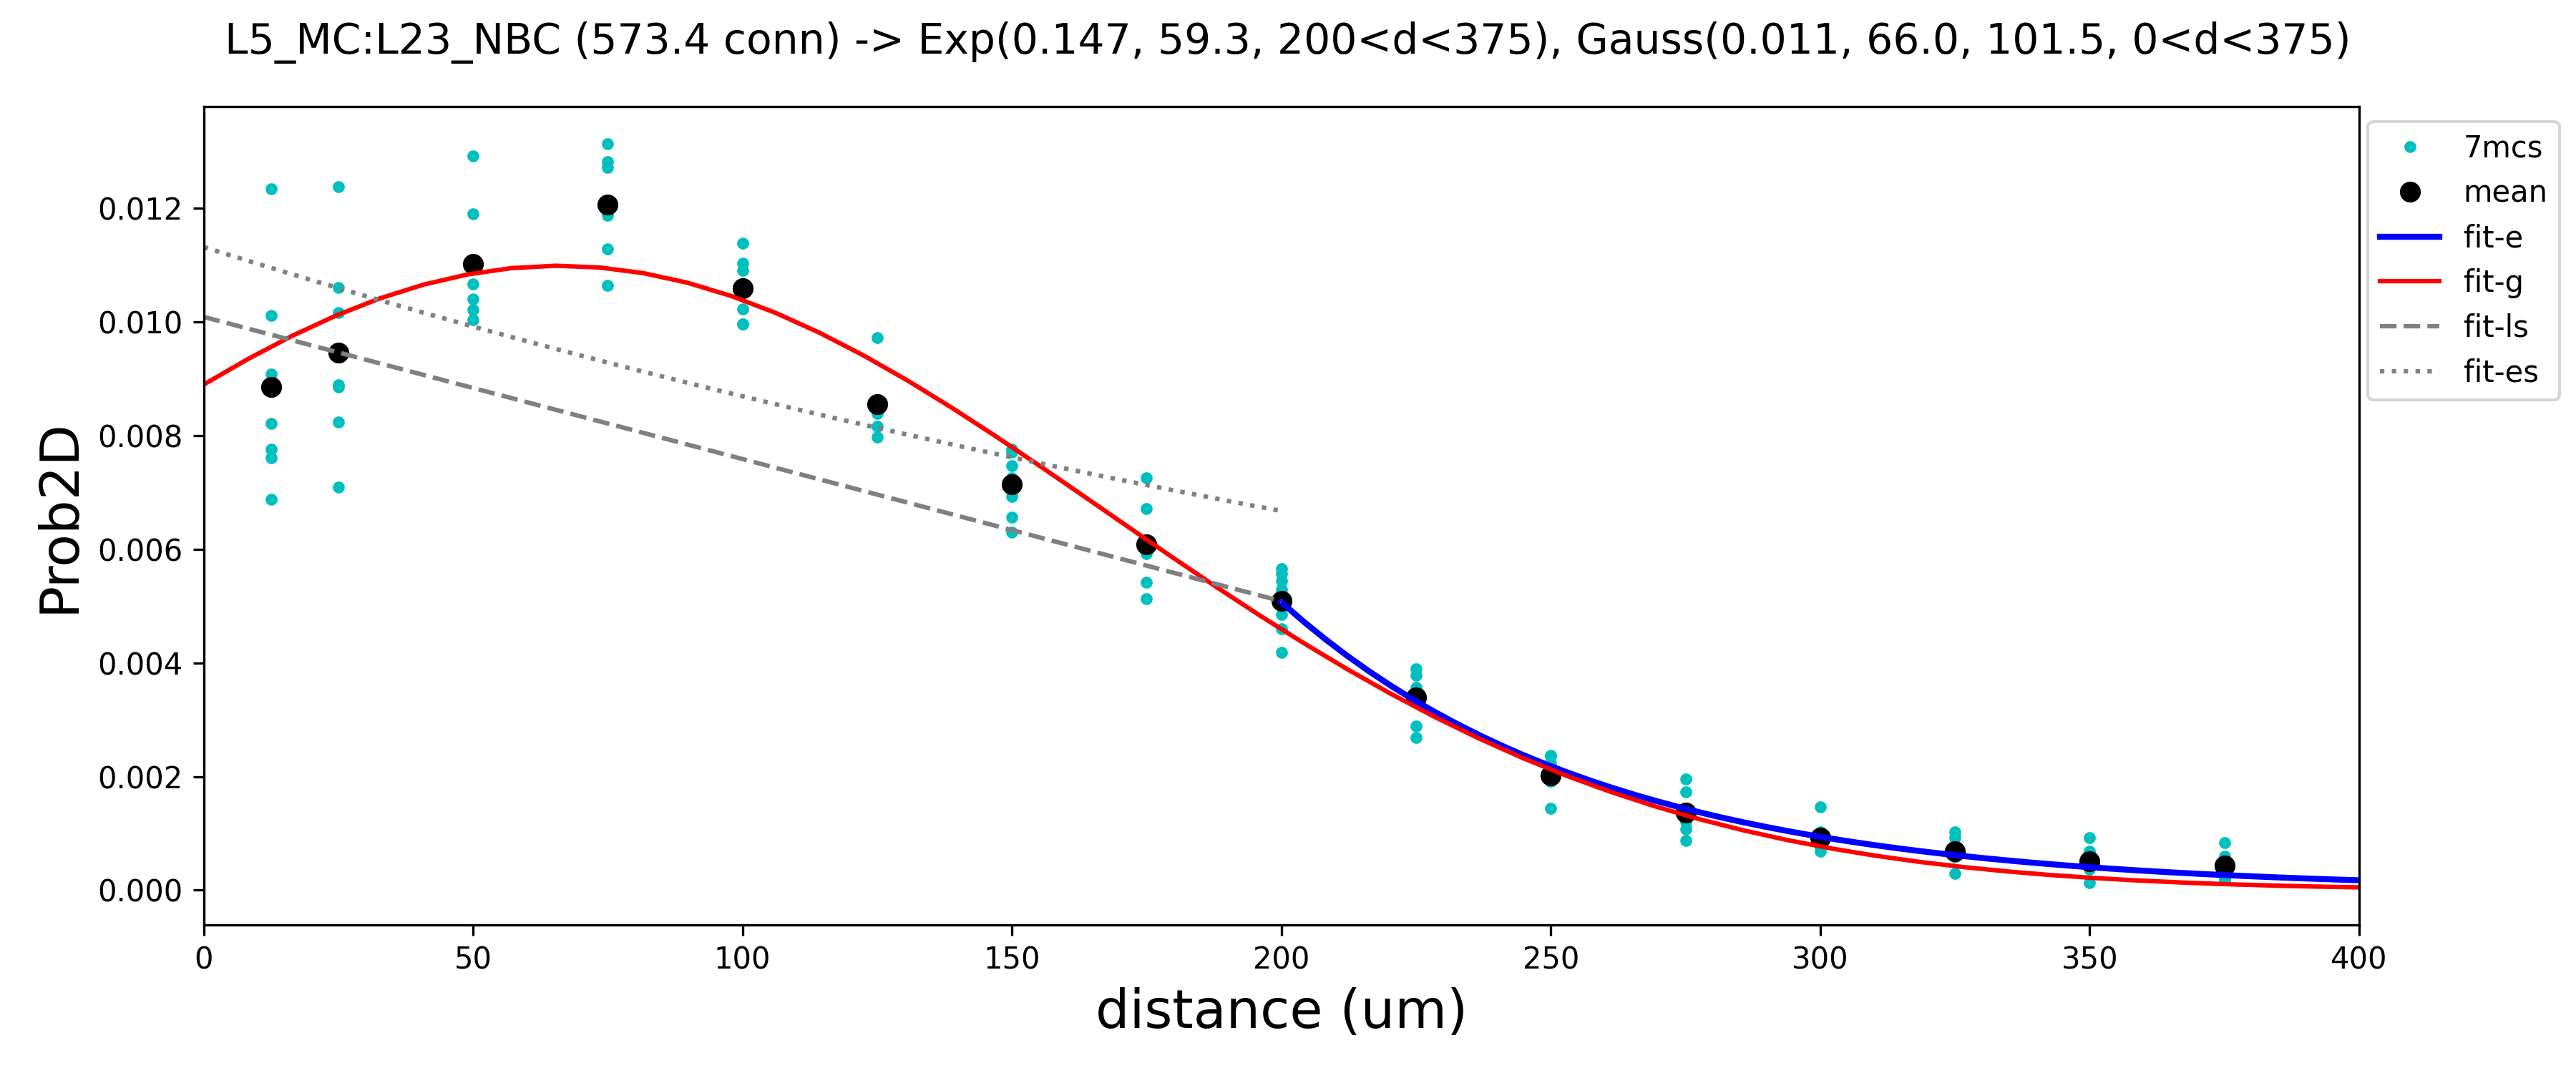 L5_MC:L23_NBC (573.4 conn) -> Exp(0.147, 59.3, 200<d<375), Gauss(0.011, 66.0, 101.5, 0<d<375)
7mcs
mean
fit-e
fit-g
fit-ls
fit-es
Prob2D
0.012
0.010
0.008
0.006
0.004
0.002
0.000
0 50 100 150 200 250 300 350 400
distance (um)